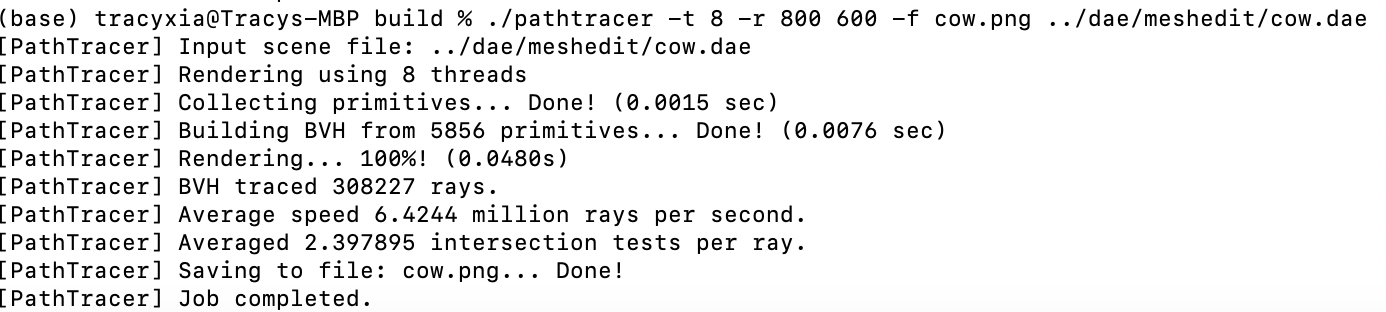 (base) tracyxia@Tracys-MBP build % ./pathtracer -t 8 -r 800 600 -f cow.png ../dae/meshedit/cow.dae
[PathTracer] Input scene file: ../dae/meshedit/cow.dae
[PathTracer] Rendering using 8 threads
[PathTracer] Collecting primitives... Done! (0.0015 sec)
[PathTracer] Building BVH from 5856 primitives... Done! (0.0076 sec)
[PathTracer] Rendering... 100%! (0.0480s)
[PathTracer] BVH traced 308227 rays.
[PathTracer] Average speed 6.4244 million rays per second.
[PathTracer] Averaged 2.397895 intersection tests per ray.
[PathTracer] Saving to file: cow.png... Done!
[PathTracer] Job completed.